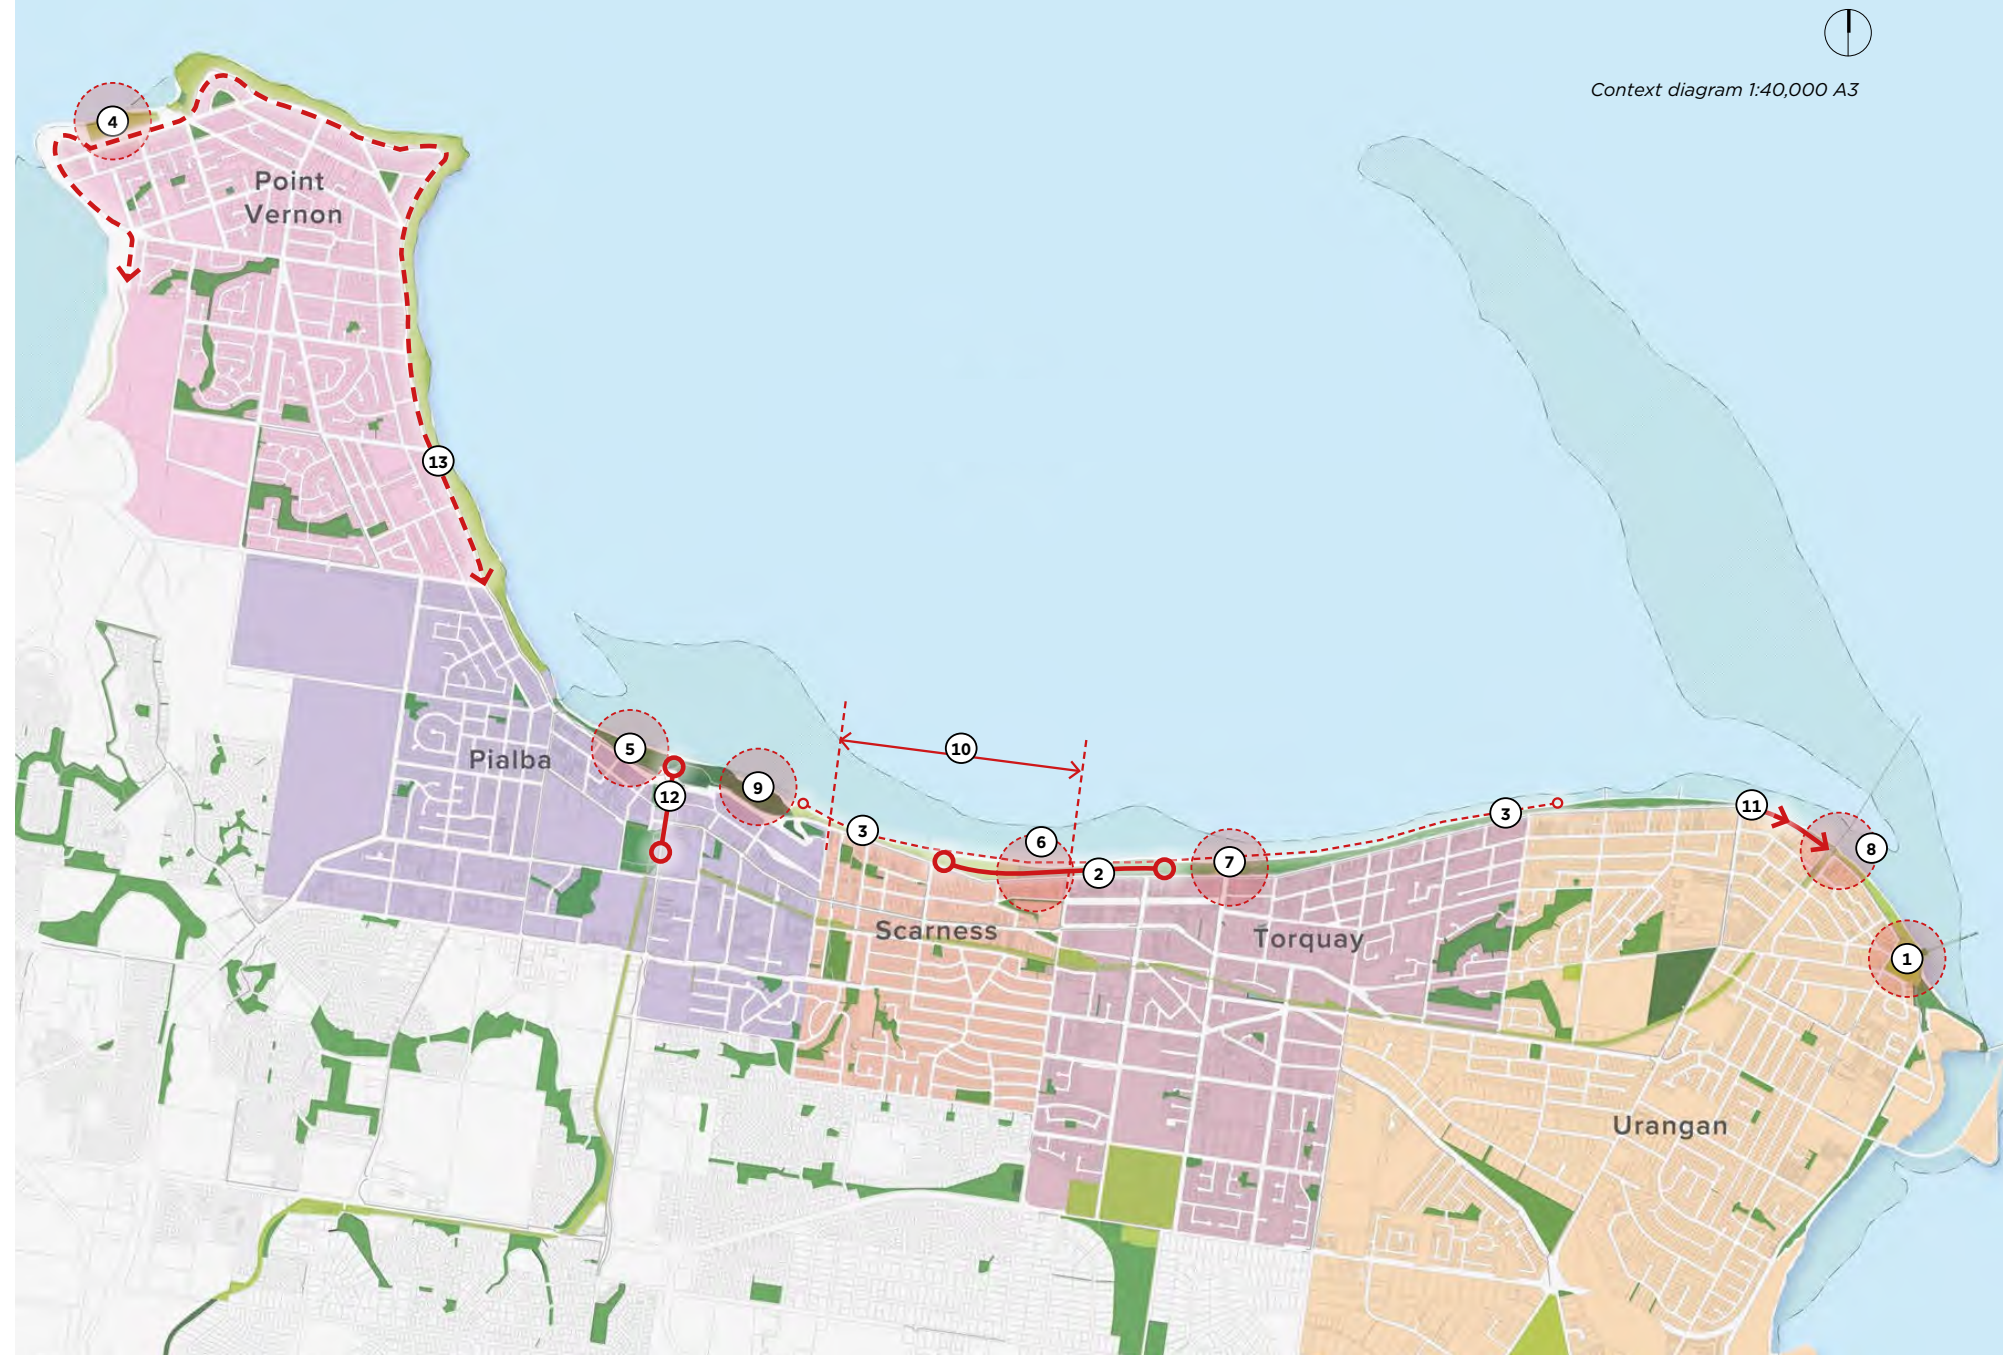 Context diagram 1:40,000 A3
4
Point
Vernon
13
5
Pialba
12
9
10
3
6
2
7
3
11
8
Scarness
Torquay
1
Urangan